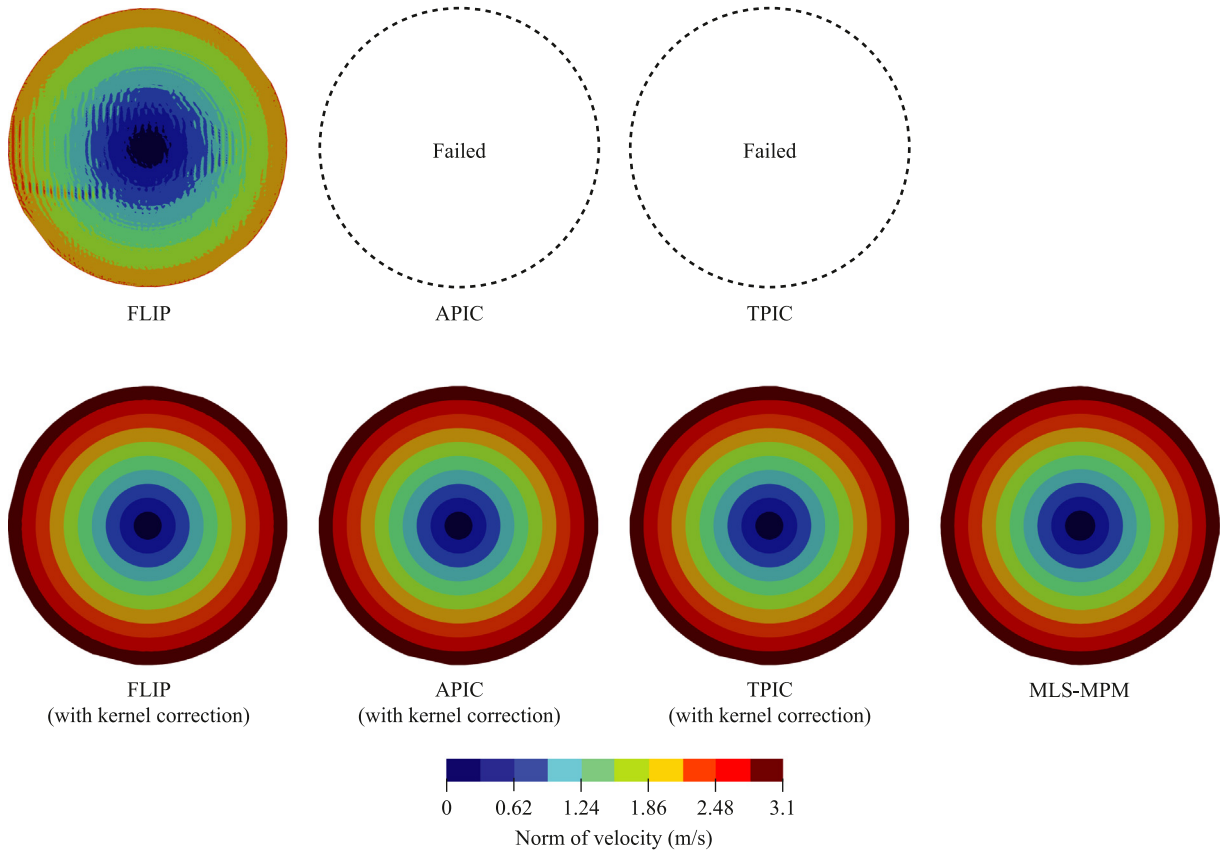 Failed
Failed
FLIP
APIC
TPIC
FLIP
(with kernel correction)
APIC
(with kernel correction)
TPIC
(with kernel correction)
MLS-MPM
0 0.62 1.24 1.86 2.48 3.1
Norm of velocity (m/s)